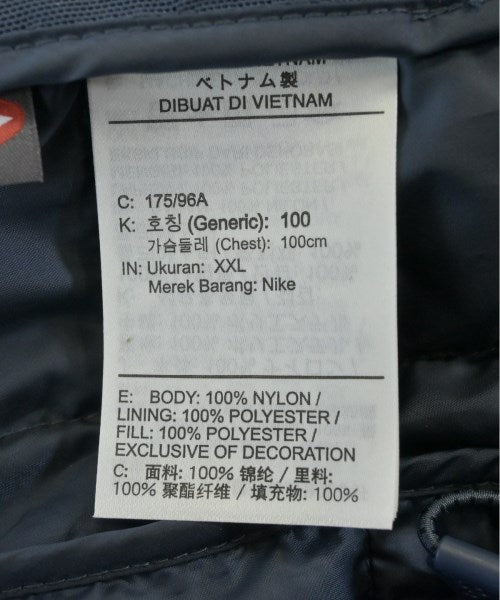 VIETNAM
ベトナム製
DIBUAT DI VIETNAM
C: 175/96A
K: 호칭 (Generic): 100
가슴둘레 (Chest): 100cm
IN: Ukuran: XXL
Merek Barang: Nike
E: BODY: 100% NYLON /
LINING: 100% POLYESTER /
FILL: 100% POLYESTER /
EXCLUSIVE OF DECORATION
C: 面料: 100% 锦纶 / 里料:
100% 聚酯纤维 / 填充物: 100%